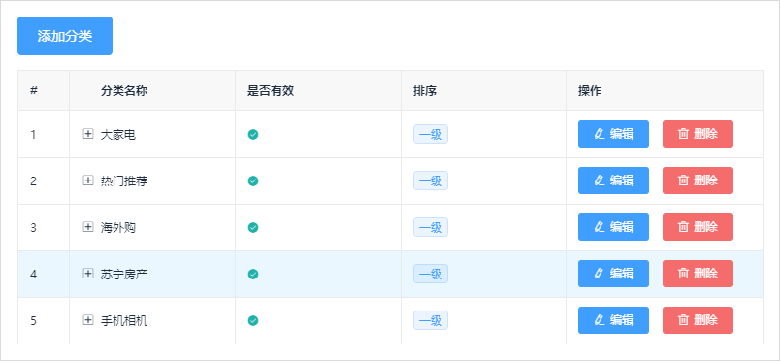 添加分类
# 分类名称 是否有效 排序 操作
1 大家电 一级 编辑 删除
2 热门推荐 一级 编辑 删除
3 海外购 一级 编辑 删除
4 苏宁房产 一级 编辑 删除
5 手机相机 一级 编辑 删除